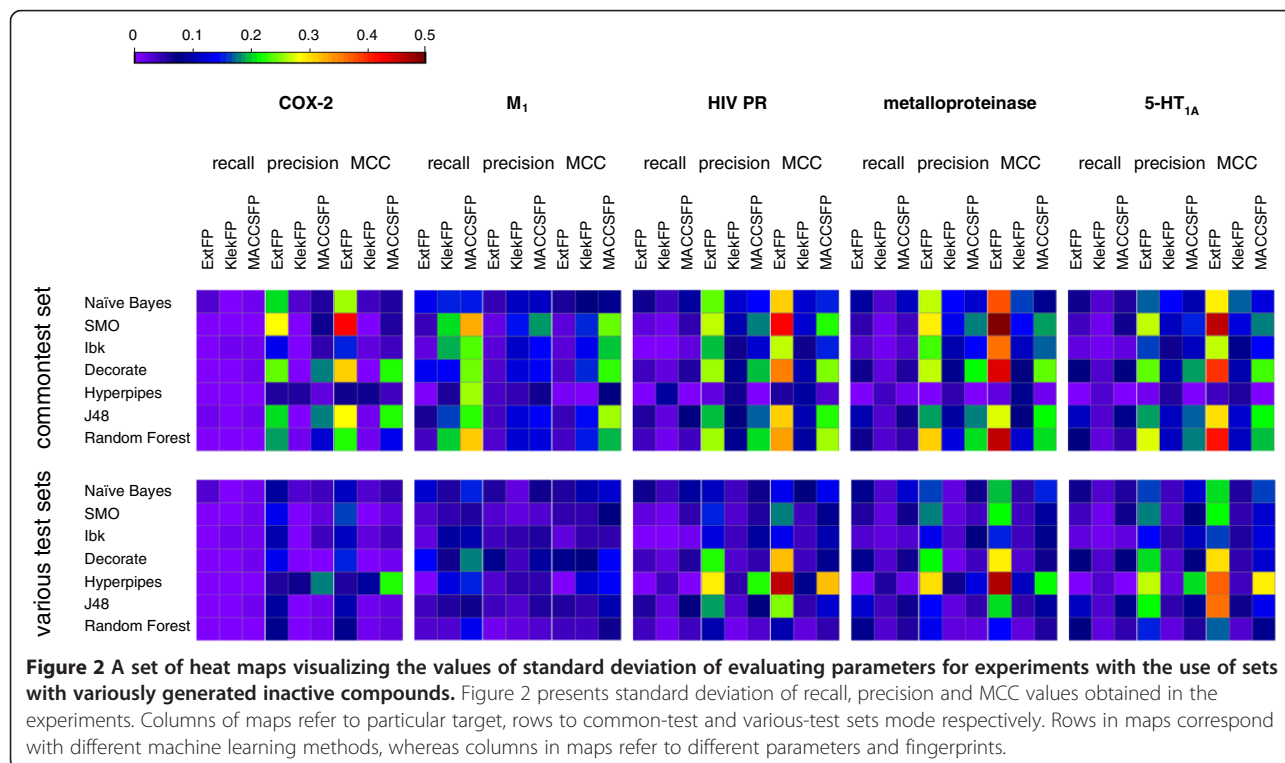 0 0.1 0.2 0.3 0.4 0.5
COX-2 M1 HIV PR metalloproteinase 5-HT1A
recall precision MCC recall precision MCC recall precision MCC recall precision MCC recall precision MCC
ExtFP KlekFP MACCSFP ExtFP KlekFP MACCSFP ExtFP KlekFP MACCSFP ExtFP KlekFP MACCSFP ExtFP KlekFP MACCSFP ExtFP KlekFP MACCSFP ExtFP KlekFP MACCSFP ExtFP KlekFP MACCSFP ExtFP KlekFP MACCSFP ExtFP KlekFP MACCSFP ExtFP KlekFP MACCSFP ExtFP KlekFP MACCSFP ExtFP KlekFP MACCSFP ExtFP KlekFP MACCSFP ExtFP KlekFP MACCSFP
commontest set
Naïve Bayes
SMO
Ibk
Decorate
Hyperpipes
J48
Random Forest
various test sets
Naïve Bayes
SMO
Ibk
Decorate
Hyperpipes
J48
Random Forest
Figure 2 A set of heat maps visualizing the values of standard deviation of evaluating parameters for experiments with the use of sets
with variously generated inactive compounds. Figure 2 presents standard deviation of recall, precision and MCC values obtained in the
experiments. Columns of maps refer to particular target, rows to common-test and various-test sets mode respectively. Rows in maps correspond
with different machine learning methods, whereas columns in maps refer to different parameters and fingerprints.